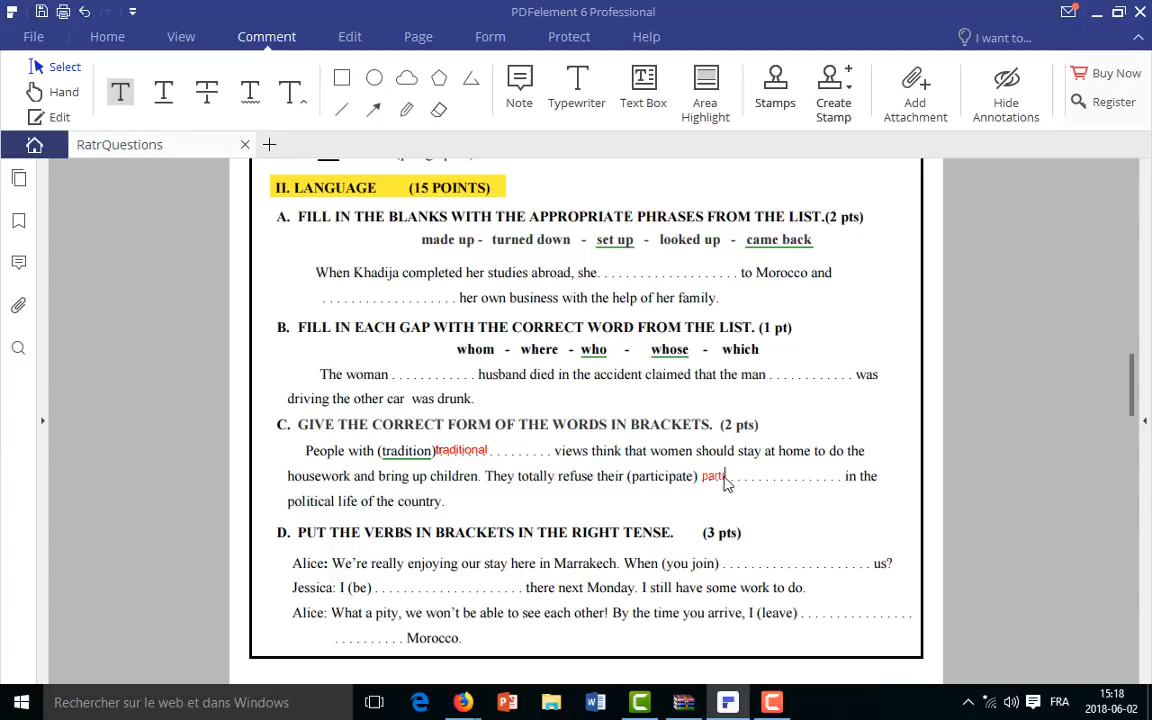 PDFelement 6 Professional
File Home View Comment Edit Page Form Protect Help I want to...
Select
Hand
Edit
Note Typewriter Text Box Area Highlight Stamps Create Stamp Add Attachment Hide Annotations
Buy Now
Register
RatrQuestions
II. LANGUAGE (15 POINTS)
A. FILL IN THE BLANKS WITH THE APPROPRIATE PHRASES FROM THE LIST.(2 pts)
made up - turned down - set up - looked up - came back
When Khadija completed her studies abroad, she. . . . . . . . . . . . . . . . . . . . to Morocco and
. . . . . . . . . . . . . . . . . . . her own business with the help of her family.
B. FILL IN EACH GAP WITH THE CORRECT WORD FROM THE LIST. (1 pt)
whom - where - who - whose - which
The woman . . . . . . . . . . . . husband died in the accident claimed that the man . . . . . . . . . . . . was
driving the other car was drunk.
C. GIVE THE CORRECT FORM OF THE WORDS IN BRACKETS. (2 pts)
People with (tradition)traditional . . . . . . . . . views think that women should stay at home to do the
housework and bring up children. They totally refuse their (participate) parti. . . . . . . . . . . . . . . in the
political life of the country.
D. PUT THE VERBS IN BRACKETS IN THE RIGHT TENSE. (3 pts)
Alice: We're really enjoying our stay here in Marrakech. When (you join) . . . . . . . . . . . . . . . . . . . . . us?
Jessica: I (be) . . . . . . . . . . . . . . . . . . . . . there next Monday. I still have some work to do.
Alice: What a pity, we won't be able to see each other! By the time you arrive, I (leave) . . . . . . . . . . . . . . . .
. . . . . . . . . . Morocco.
Rechercher sur le web et dans Windows
FRA
15:18
2018-06-02